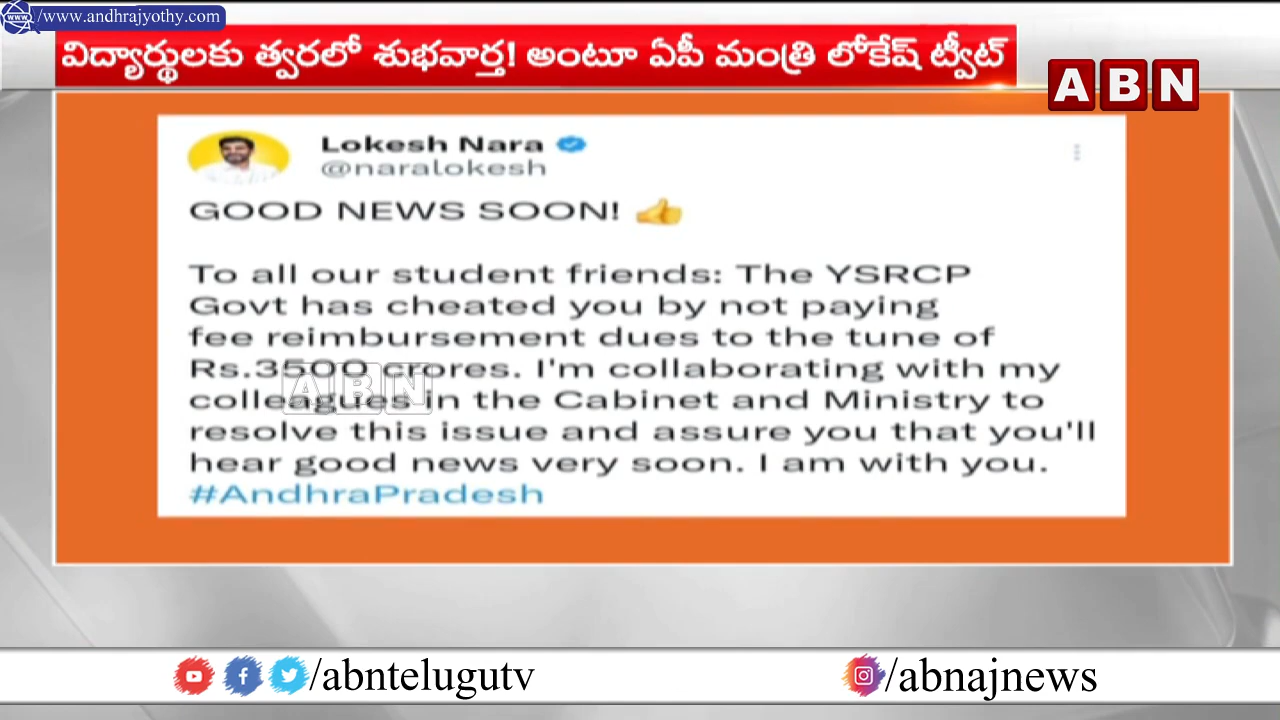 www://www.andhrajyothy.com
విద్యార్థులకు త్వరలో శుభవార్త! అంటూ ఏపీ మంత్రి లోకేష్ ట్వీట్
ABN
Lokesh Nara
@naralokesh
GOOD NEWS SOON! 👍
To all our student friends: The YSRCP
Govt has cheated you by not paying
fee reimbursement dues to the tune of
Rs.3500 crores. I'm collaborating with my
colleagues in the Cabinet and Ministry to
resolve this issue and assure you that you'll
hear good news very soon. I am with you.
#AndhraPradesh
ABN
/abntelugutv
/abnajnews